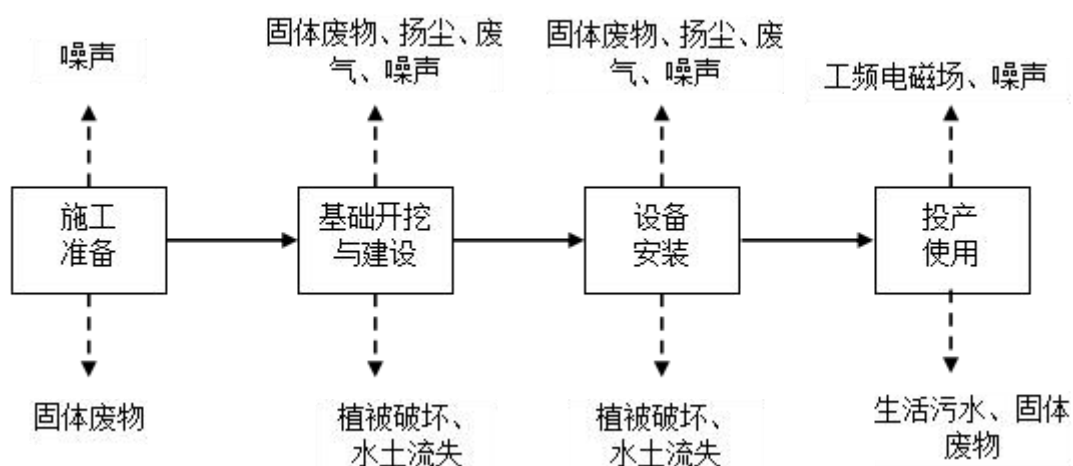 噪声
固体废物、扬尘、废
气、噪声
固体废物、扬尘、废
气、噪声
工频电磁场、噪声
施工
准备
基础开挖
与建设
设备
安装
投产
使用
固体废物
植被破坏、
水土流失
植被破坏、
水土流失
生活污水、固体
废物